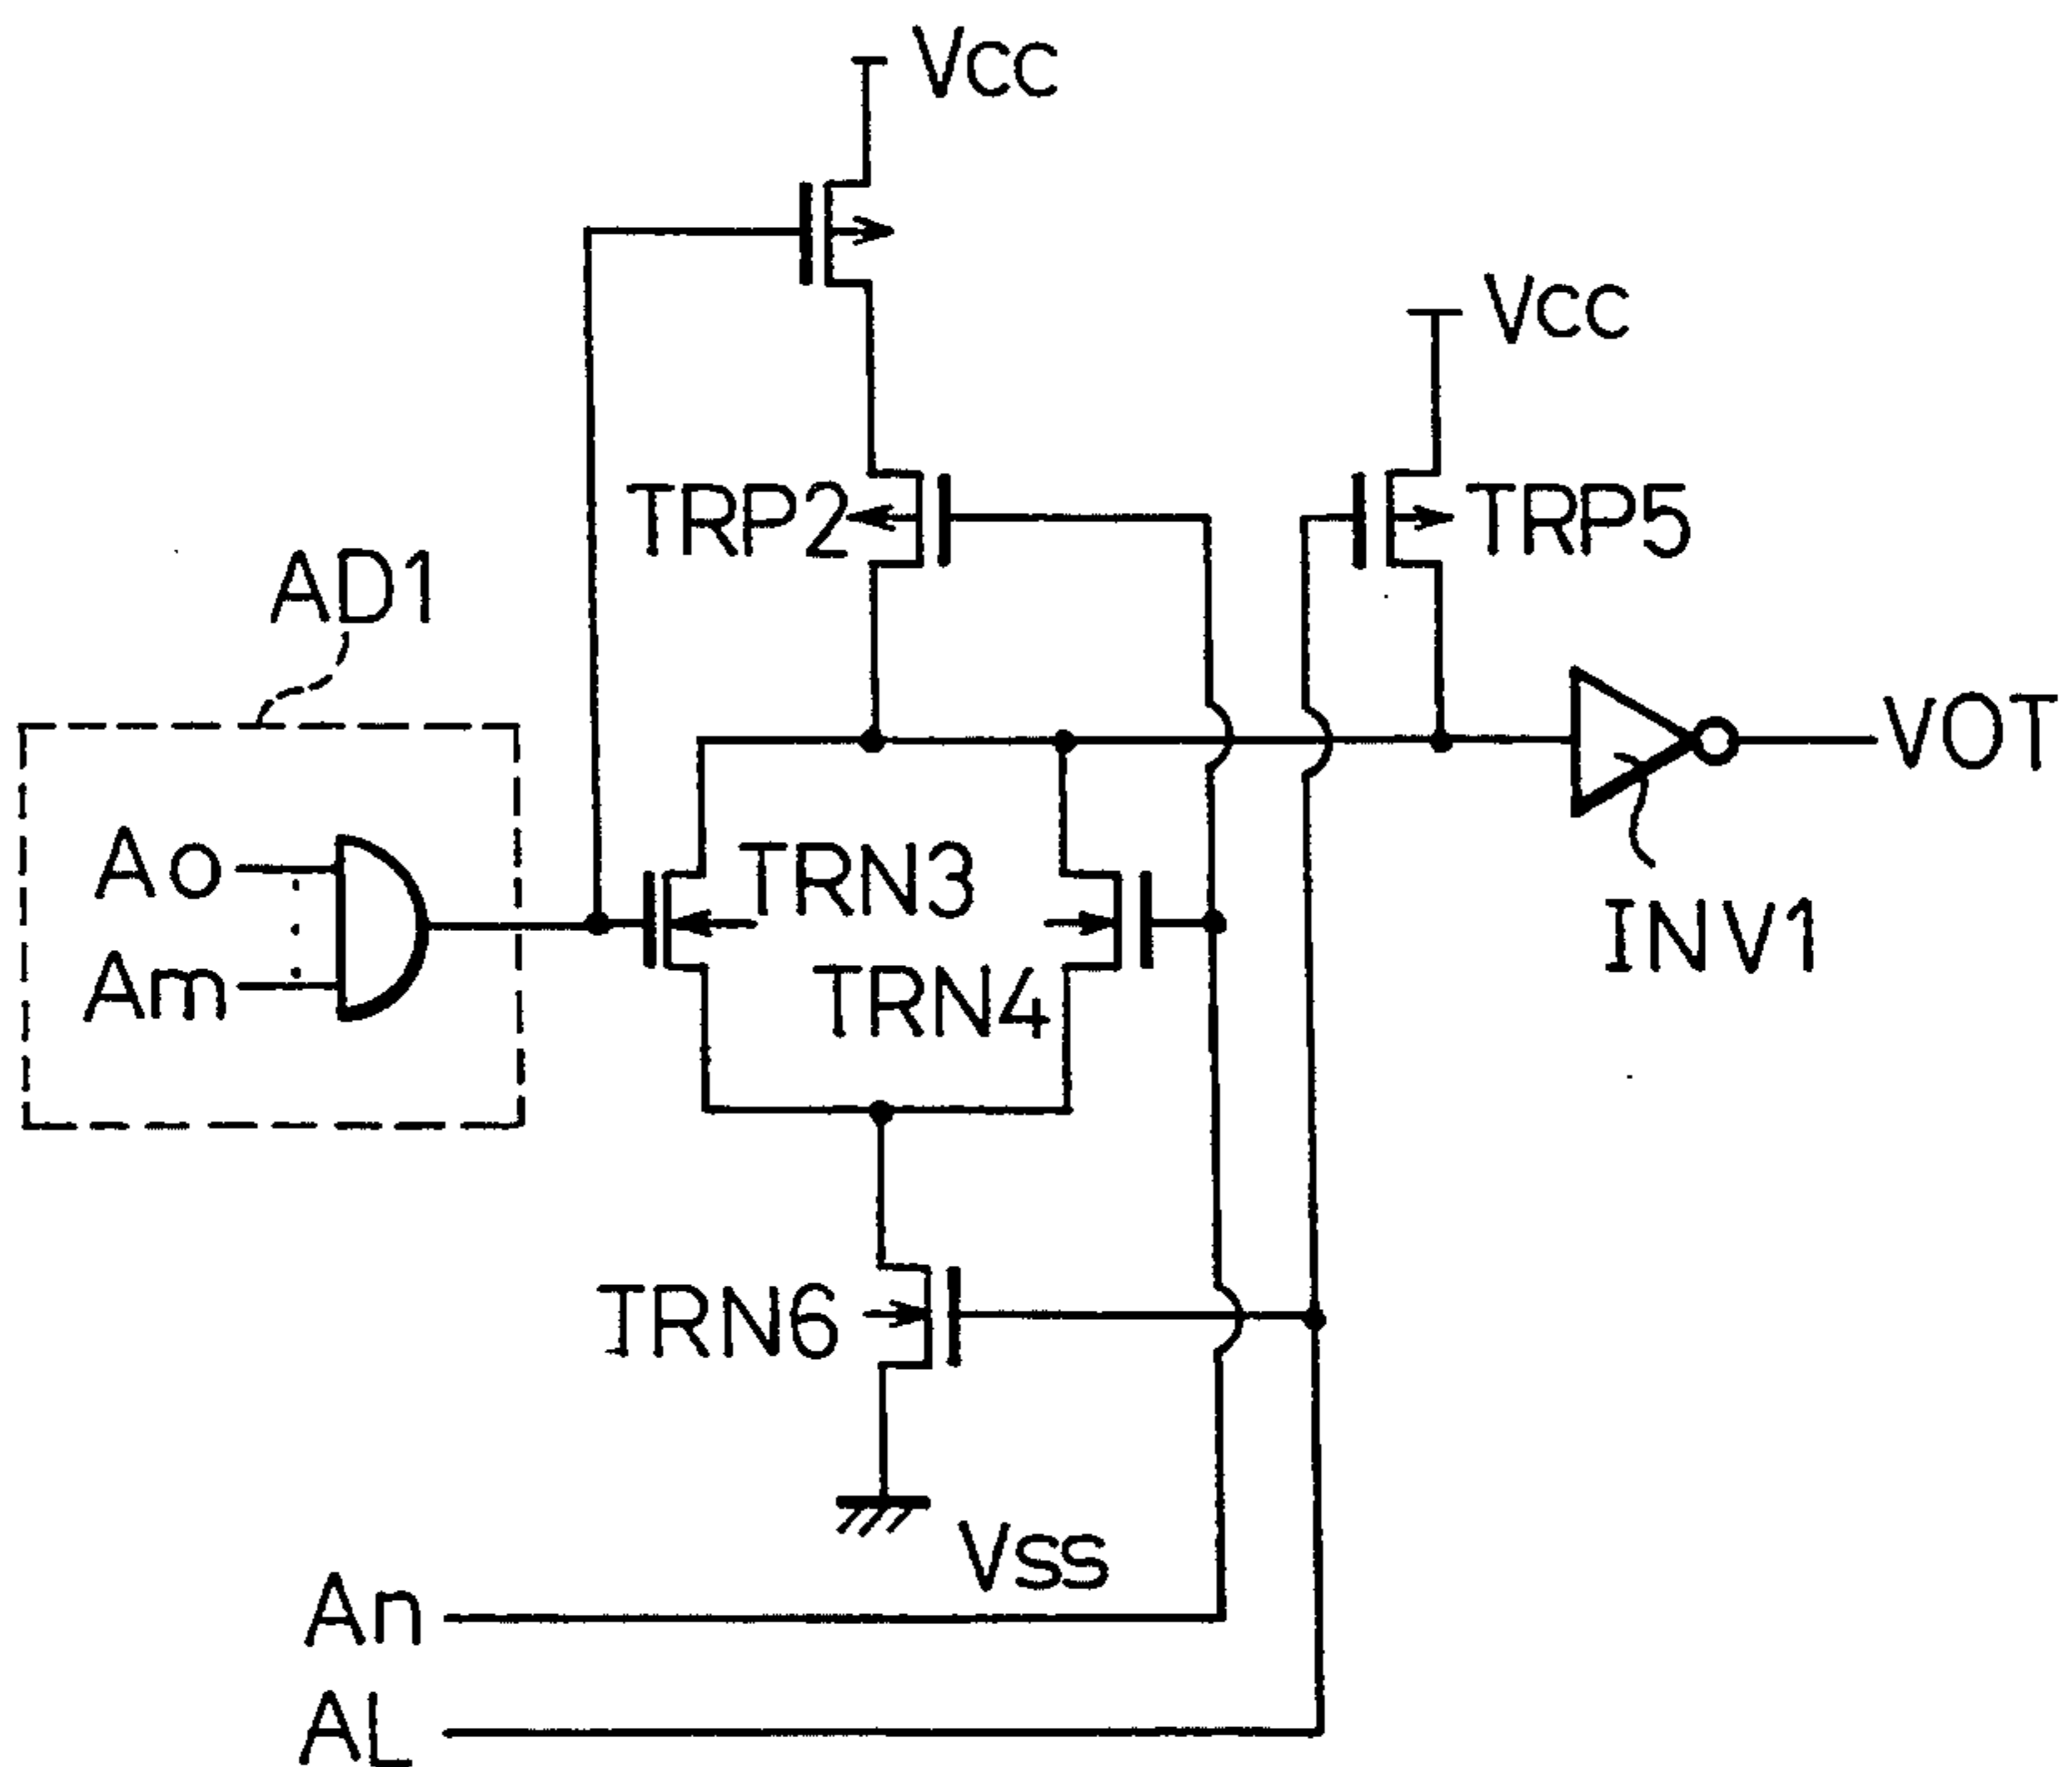 Vcc
Vcc
TRP2
TRP5
AD1
VOT
Ao
TRN3
Am
TRN4
INV1
TRN6
Vss
An
AL